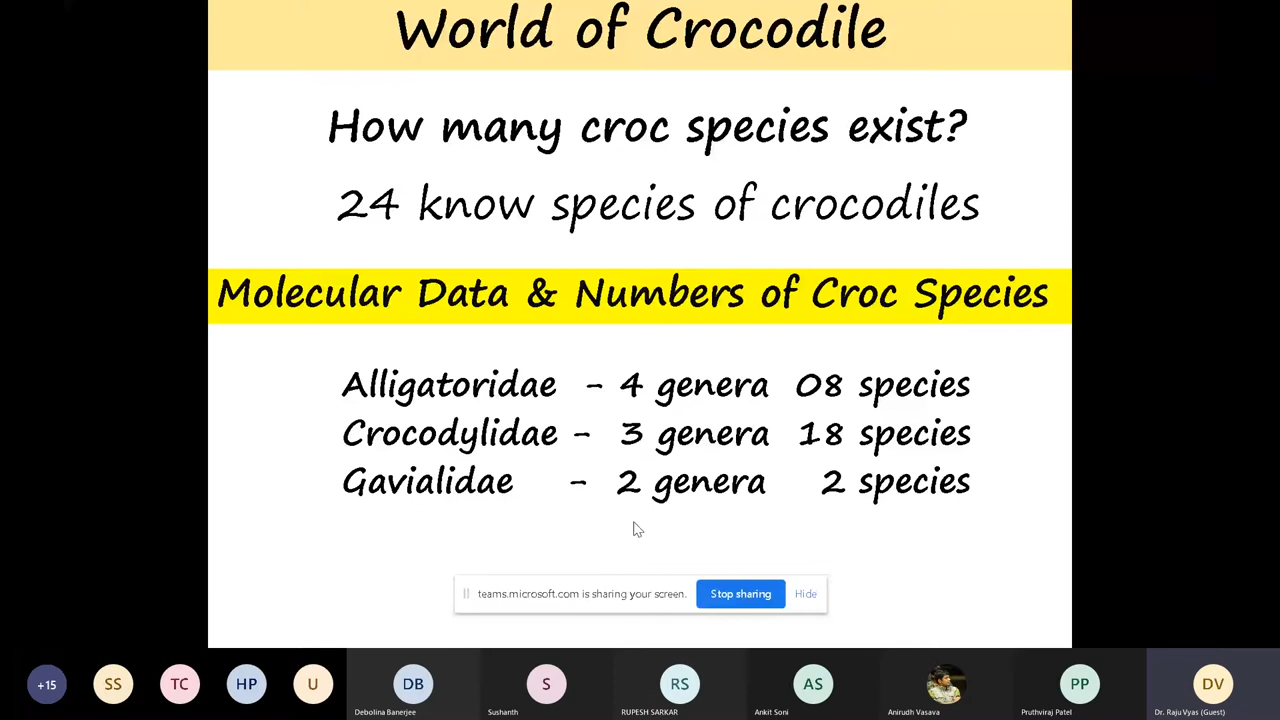 World of Crocodile
How many croc species exist?
24 know species of crocodiles
Molecular Data & Numbers of Croc Species
Alligatoridae - 4 genera 08 species
Crocodylidae - 3 genera 18 species
Gavialidae - 2 genera 2 species
teams.microsoft.com is sharing your screen. Stop sharing Hide
+15 SS TC HP U DB S RS AS PP DV
Debolina Banerjee Sushanth RUPESH SARKAR Ankit Soni Anirudh Vasava Pruthviraj Patel Dr. Raju Vyas (Guest)